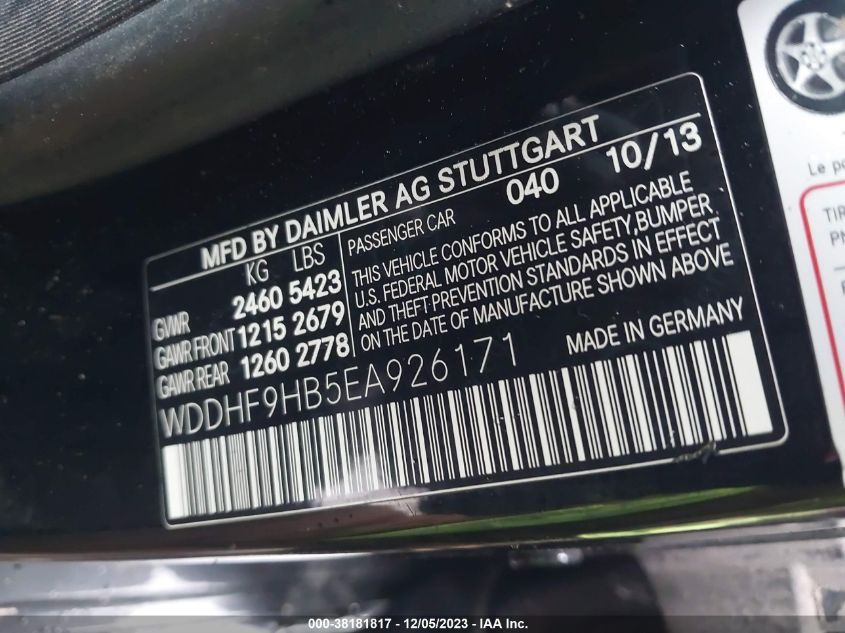 MFD BY DAIMLER AG STUTTGART
040 10/13
KG LBS
GVWR 2460 5423
GAWR FRONT 1215 2679
GAWR REAR 1260 2778
PASSENGER CAR
THIS VEHICLE CONFORMS TO ALL APPLICABLE
U.S. FEDERAL MOTOR VEHICLE SAFETY, BUMPER,
AND THEFT PREVENTION STANDARDS IN EFFECT
ON THE DATE OF MANUFACTURE SHOWN ABOVE
WDDHF9HB5EA926171
MADE IN GERMANY
Le
TIR
000-38181817 - 12/05/2023 - IAA Inc.